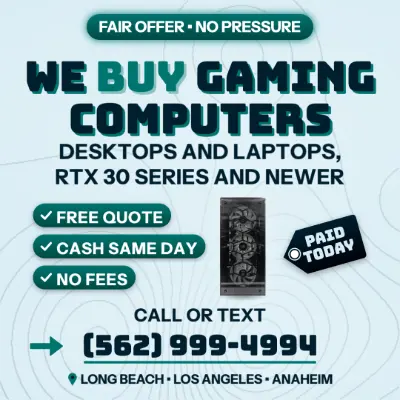 FAIR OFFER • NO PRESSURE
WE BUY GAMING
COMPUTERS
DESKTOPS AND LAPTOPS,
RTX 30 SERIES AND NEWER
FREE QUOTE
CASH SAME DAY
NO FEES
PAID
TODAY
CALL OR TEXT
(562) 999-4994
LONG BEACH • LOS ANGELES • ANAHEIM